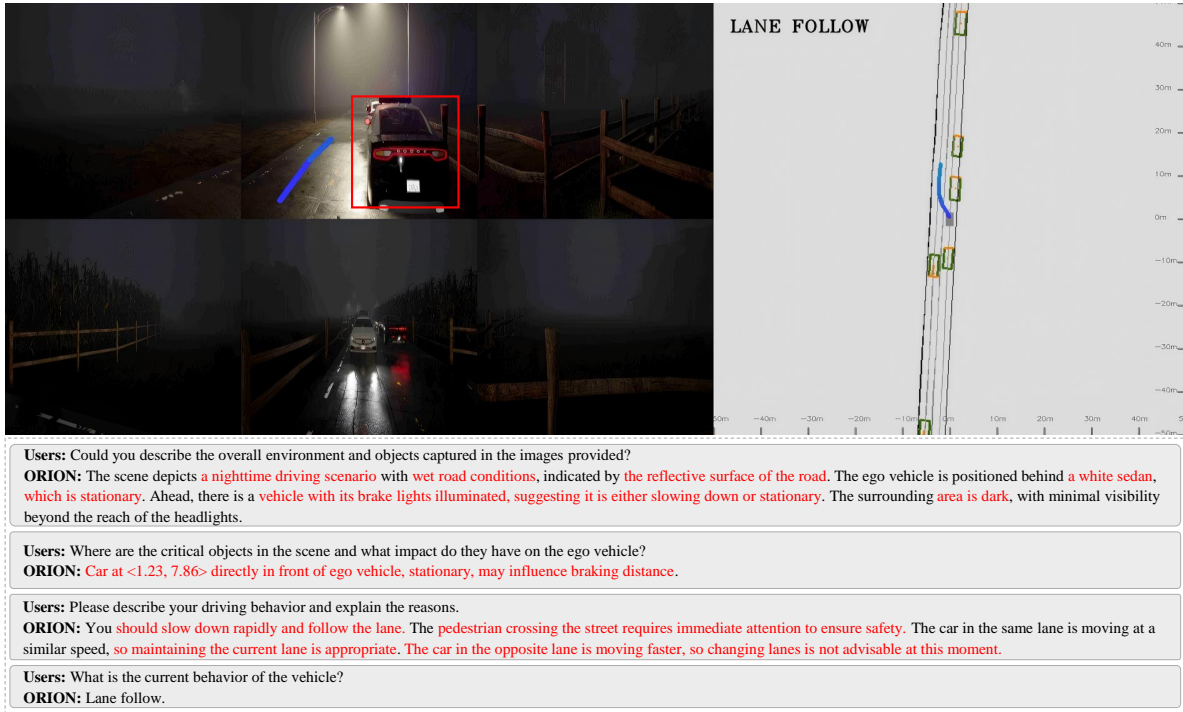 LANE FOLLOW
40m
30m
20m
10m
0m
−10m
−20m
−30m
−40m
−50m
50m −40m −30m −20m −10m 0m 10m 20m 30m 40m 5
DODGE
Users: Could you describe the overall environment and objects captured in the images provided?
ORION: The scene depicts a nighttime driving scenario with wet road conditions, indicated by the reflective surface of the road. The ego vehicle is positioned behind a white sedan,
which is stationary. Ahead, there is a vehicle with its brake lights illuminated, suggesting it is either slowing down or stationary. The surrounding area is dark, with minimal visibility
beyond the reach of the headlights.
Users: Where are the critical objects in the scene and what impact do they have on the ego vehicle?
ORION: Car at <1.23, 7.86> directly in front of ego vehicle, stationary, may influence braking distance.
Users: Please describe your driving behavior and explain the reasons.
ORION: You should slow down rapidly and follow the lane. The pedestrian crossing the street requires immediate attention to ensure safety. The car in the same lane is moving at a
similar speed, so maintaining the current lane is appropriate. The car in the opposite lane is moving faster, so changing lanes is not advisable at this moment.
Users: What is the current behavior of the vehicle?
ORION: Lane follow.